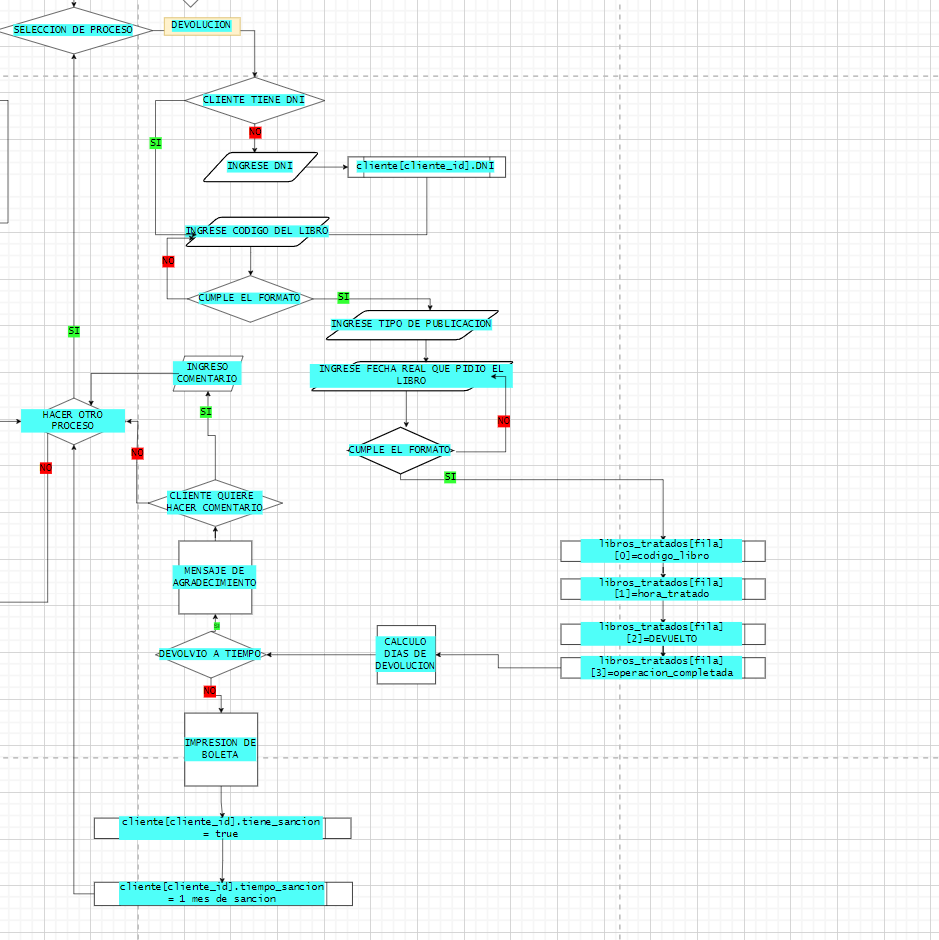 DEVOLUCION
SELECCION DE PROCESO
CLIENTE TIENE DNI
NO
SI
INGRESE DNI
cliente[cliente_id].DNI
INGRESE CODIGO DEL LIBRO
NO
CUMPLE EL FORMATO
SI
INGRESE TIPO DE PUBLICACION
SI
INGRESO
COMENTARIO
INGRESE FECHA REAL QUE PIDIO EL
LIBRO
SI
HACER OTRO
PROCESO
NO
CUMPLE EL FORMATO
NO
NO
SI
CLIENTE QUIERE
HACER COMENTARIO
libros_tratados[fila]
[0]=codigo_libro
MENSAJE DE
AGRADECIMIENTO
libros_tratados[fila]
[1]=hora_tratado
libros_tratados[fila]
[2]=DEVUELTO
CALCULO
DIAS DE
DEVOLUCION
DEVOLVIO A TIEMPO
libros_tratados[fila]
[3]=operacion_completada
NO
IMPRESION DE
BOLETA
cliente[cliente_id].tiene_sancion
= true
cliente[cliente_id].tiempo_sancion
= 1 mes de sancion